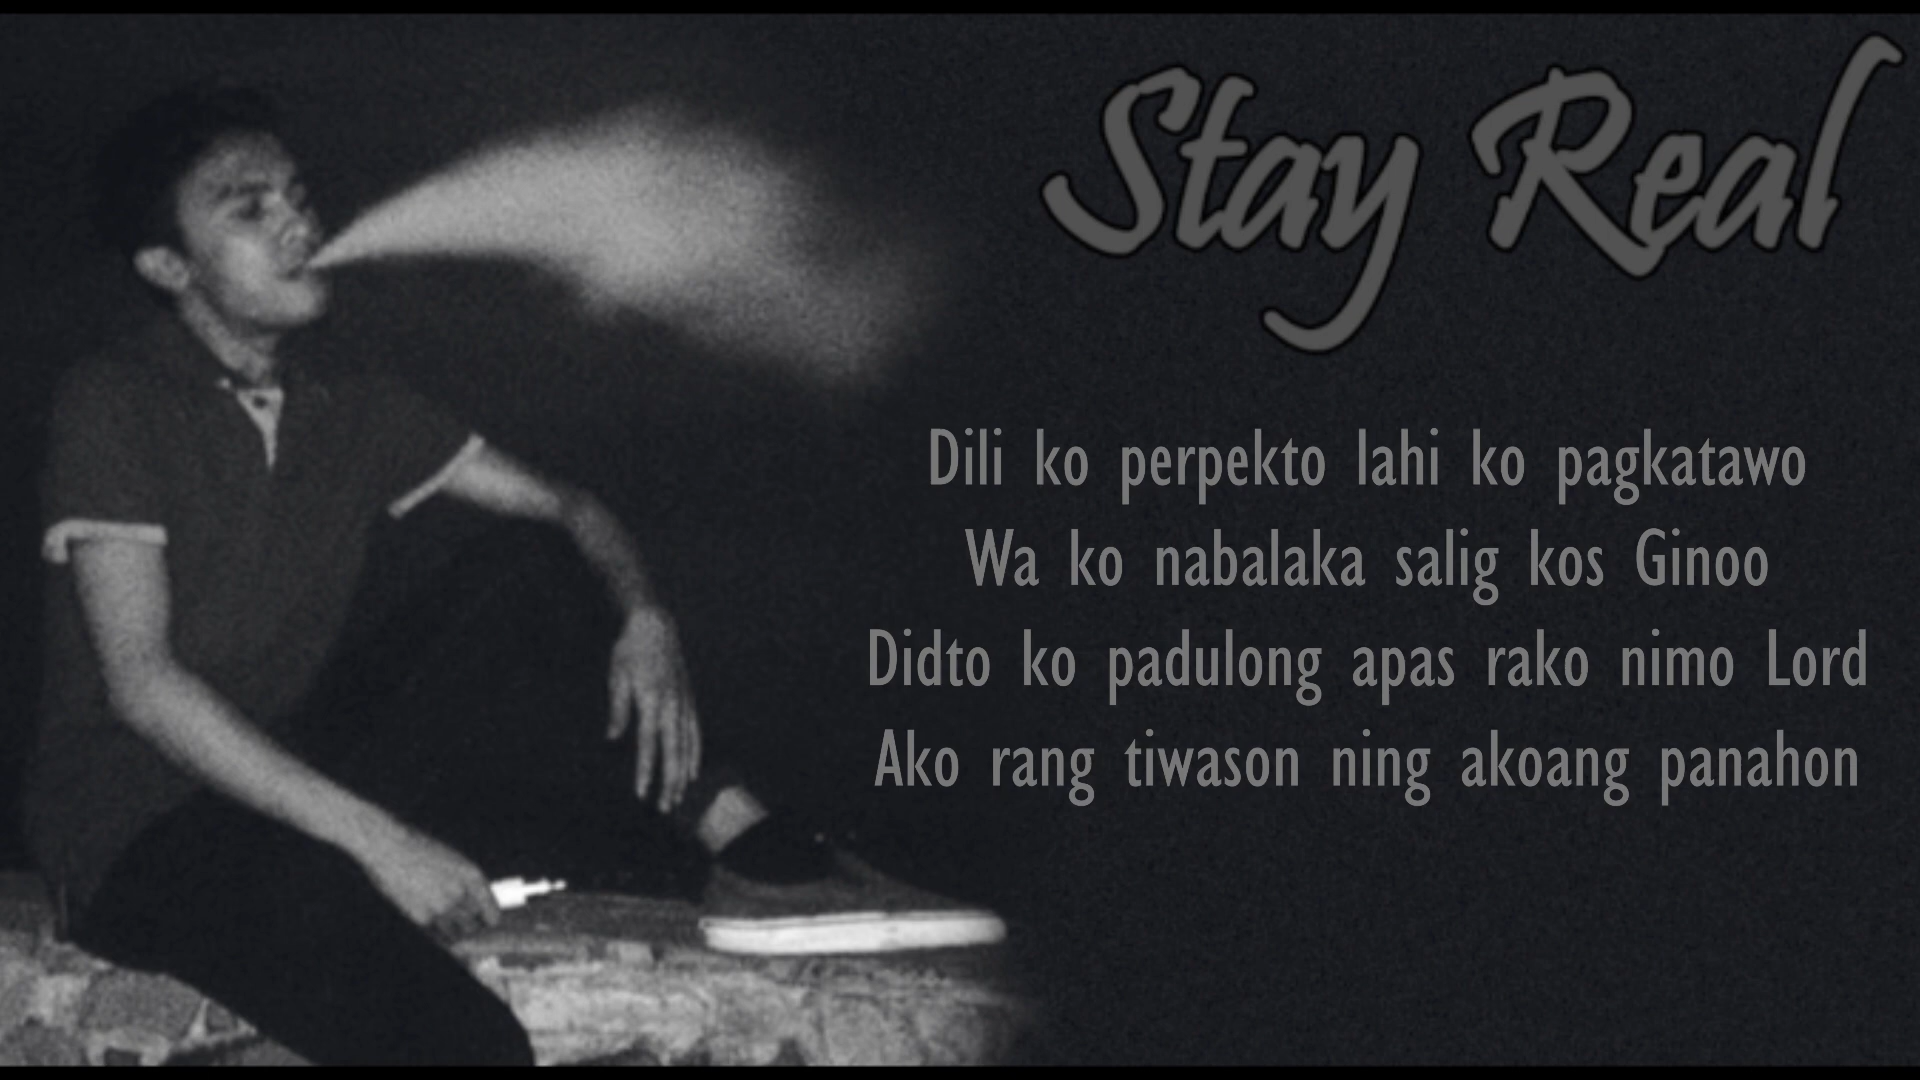 Stay Real
Dili ko perpekto lahi ko pagkatawo
Wa ko nabalaka salig kos Ginoo
Didto ko padulong apas rako nimo Lord
Ako rang tiwason ning akoang panahon